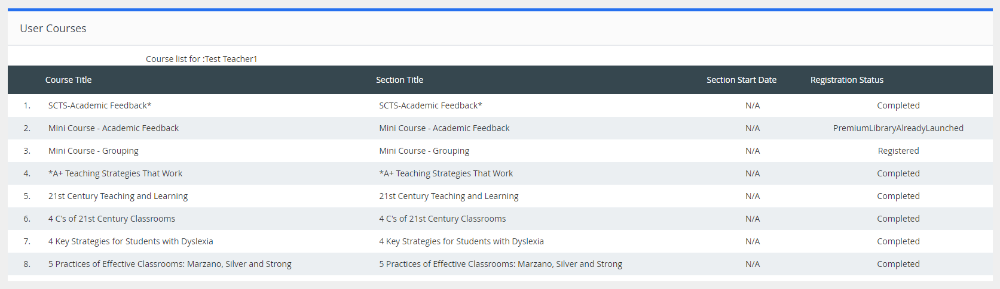 User Courses
Course list for :Test Teacher1
Course Title Section Title Section Start Date Registration Status
1. SCTS-Academic Feedback* SCTS-Academic Feedback* N/A Completed
2. Mini Course - Academic Feedback Mini Course - Academic Feedback N/A PremiumLibraryAlreadyLaunched
3. Mini Course - Grouping Mini Course - Grouping N/A Registered
4. *A+ Teaching Strategies That Work *A+ Teaching Strategies That Work N/A Completed
5. 21st Century Teaching and Learning 21st Century Teaching and Learning N/A Completed
6. 4 C's of 21st Century Classrooms 4 C's of 21st Century Classrooms N/A Completed
7. 4 Key Strategies for Students with Dyslexia 4 Key Strategies for Students with Dyslexia N/A Completed
8. 5 Practices of Effective Classrooms: Marzano, Silver and Strong 5 Practices of Effective Classrooms: Marzano, Silver and Strong N/A Completed